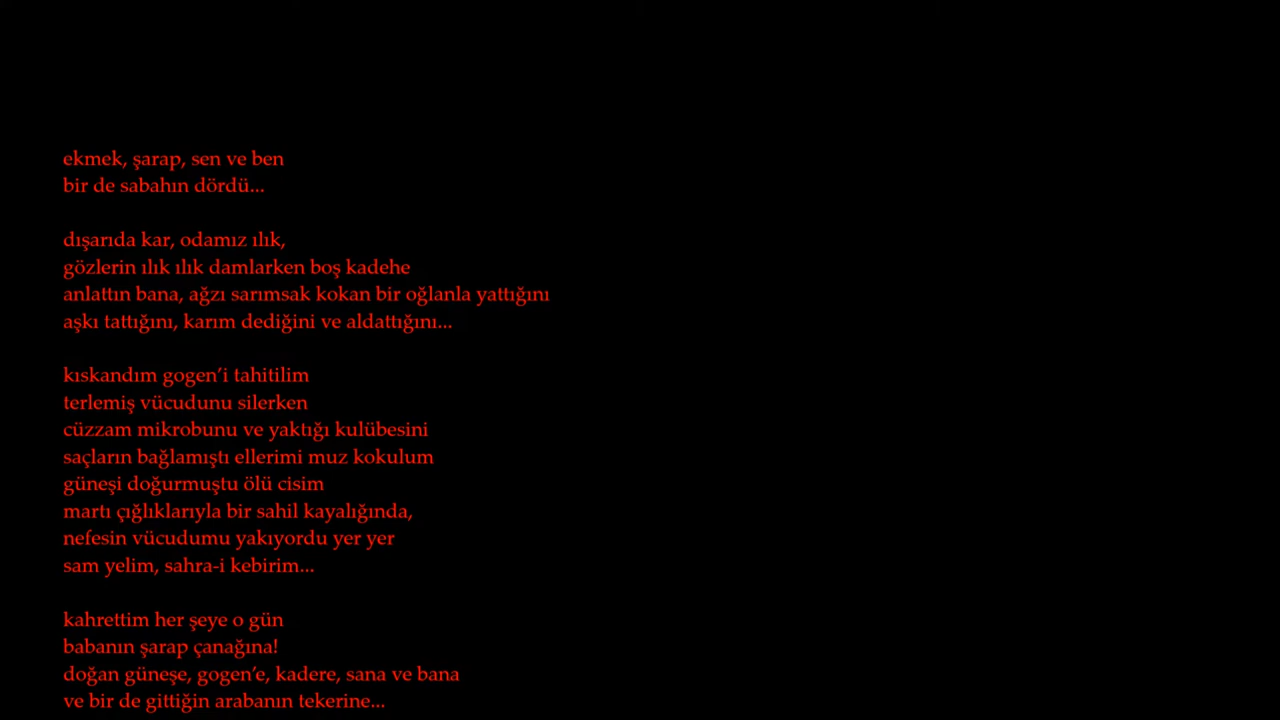 ekmek, şarap, sen ve ben
bir de sabahın dördü...
dışarıda kar, odamız ılık,
gözlerin ılık ılık damlarken boş kadehe
anlattın bana, ağzı sarımsak kokan bir oğlanla yattığını
aşkı tattığını, karım dediğini ve aldattığını...
kıskandım gogen’i tahitilim
terlemiş vücudunu silerken
cüzzam mikrobunu ve yaktığı kulübesini
saçların bağlamıştı ellerimi muz kokulum
güneşi doğurmuştu ölü cisim
martı çığlıklarıyla bir sahil kayalığında,
nefesin vücudumu yakıyordu yer yer
sam yelim, sahra-i kebirim...
kahrettim her şeye o gün
babanın şarap çanağına!
doğan güneşe, gogen’e, kadere, sana ve bana
ve bir de gittiğin arabanın tekerine...